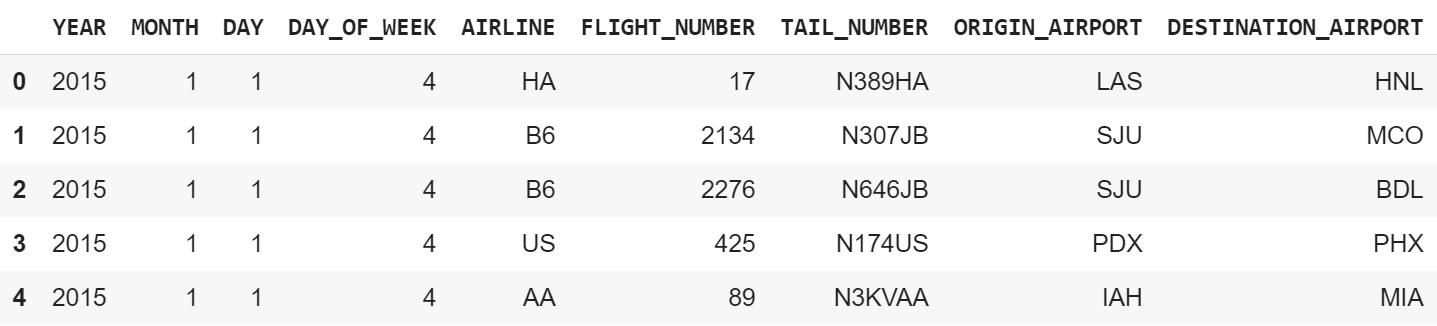 YEAR MONTH DAY DAY_OF_WEEK AIRLINE FLIGHT_NUMBER TAIL_NUMBER ORIGIN_AIRPORT DESTINATION_AIRPORT
0 2015 1 1 4 HA 17 N389HA LAS HNL
1 2015 1 1 4 B6 2134 N307JB SJU MCO
2 2015 1 1 4 B6 2276 N646JB SJU BDL
3 2015 1 1 4 US 425 N174US PDX PHX
4 2015 1 1 4 AA 89 N3KVAA IAH MIA